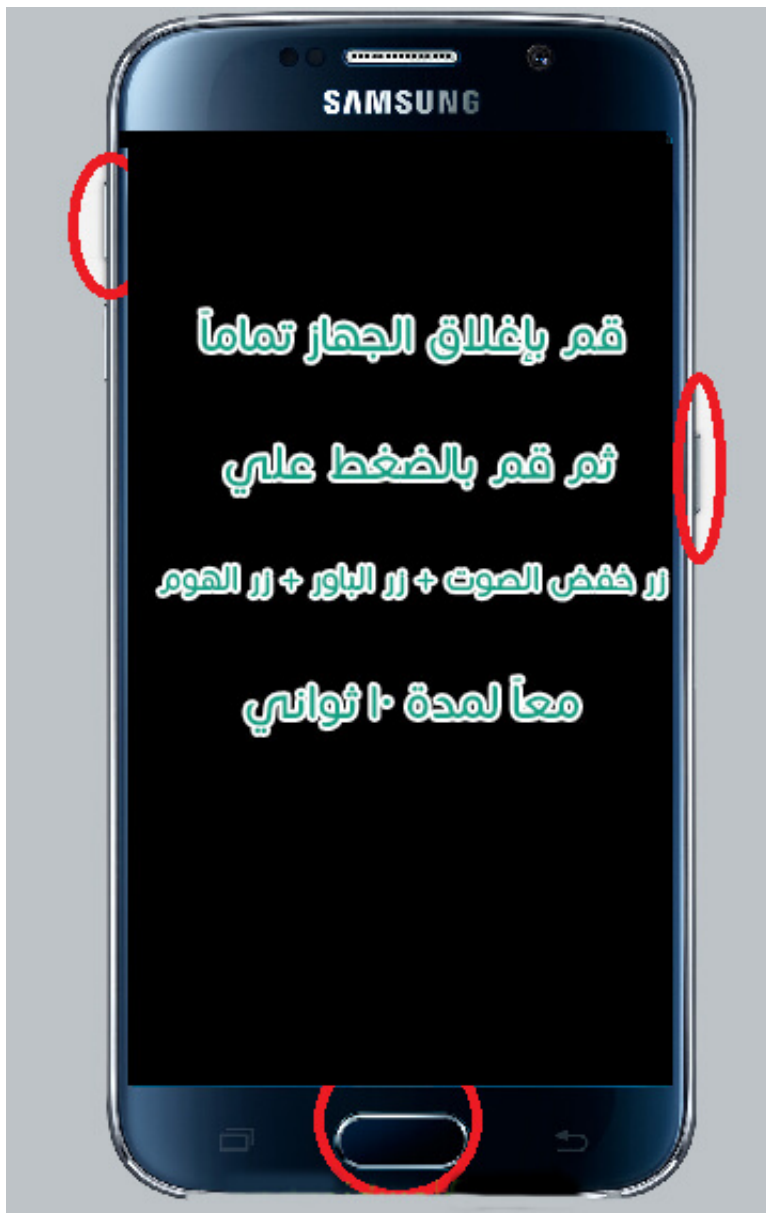 SAMSUNG
قم بإغلاق الجهاز تماماً
ثم قم بالضغط علي
زر خفض الصوت + زر الباور + زر الهوم
معاً لمدة ١٠ ثواني